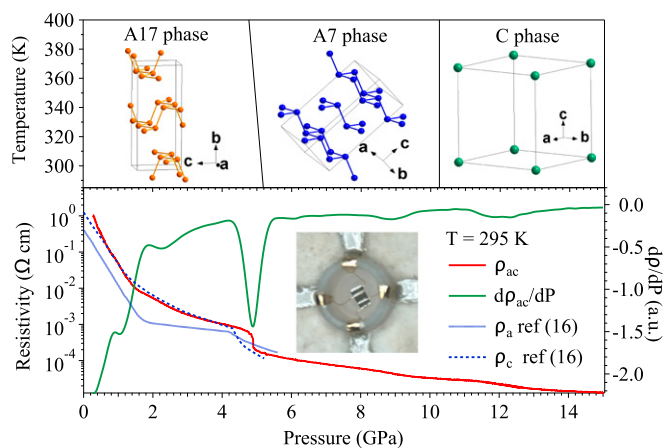 A17 phase
A7 phase
C phase
Temperature (K)
400
380
360
340
320
300
b
c
a
a
c
b
c
a
b
Resistivity (Ω cm)
10⁰
10⁻¹
10⁻²
10⁻³
10⁻⁴
T = 295 K
ρac
dρac/dP
ρa ref (16)
ρc ref (16)
0.0
-0.5
-1.0
-1.5
-2.0
dρ/dP (a.u.)
0 2 4 6 8 10 12 14
Pressure (GPa)